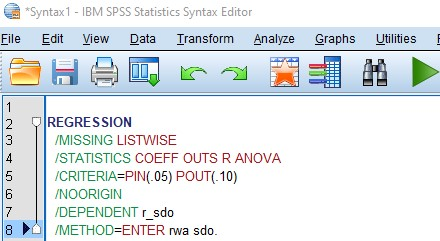 *Syntax1 - IBM SPSS Statistics Syntax Editor
File Edit View Data Transform Analyze Graphs Utilities
1
2 REGRESSION
3 /MISSING LISTWISE
4 /STATISTICS COEFF OUTS R ANOVA
5 /CRITERIA=PIN(.05) POUT(.10)
6 /NOORIGIN
7 /DEPENDENT r_sdo
8 /METHOD=ENTER rwa sdo.